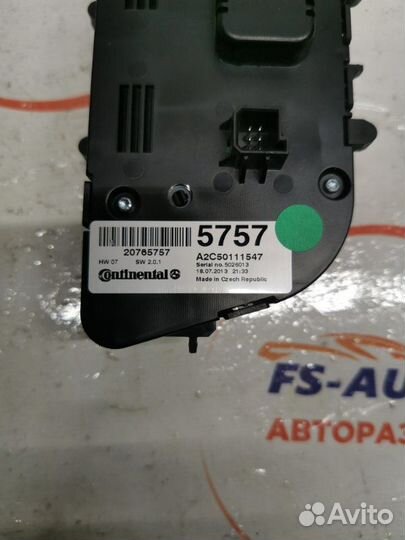 20765757
5757
HW 07 SW 2.0.1
A2C50111547
Serial no. 5026013
18.07.2013 21:33
Made in Czech Republic
Continental
FS-AU
АВТОРАЗ
Avito